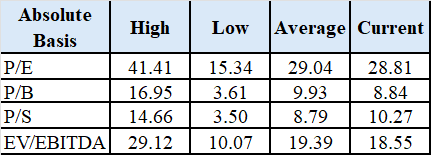 Absolute Basis High Low Average Current
P/E 41.41 15.34 29.04 28.81
P/B 16.95 3.61 9.93 8.84
P/S 14.66 3.50 8.79 10.27
EV/EBITDA 29.12 10.07 19.39 18.55